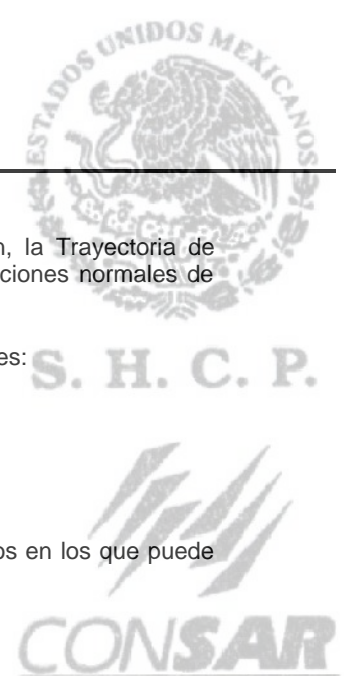 ESTADOS UNIDOS MEXICANOS
n, la Trayectoria de
ciones normales de
es:
S. H. C. P.
os en los que puede
CONSAR